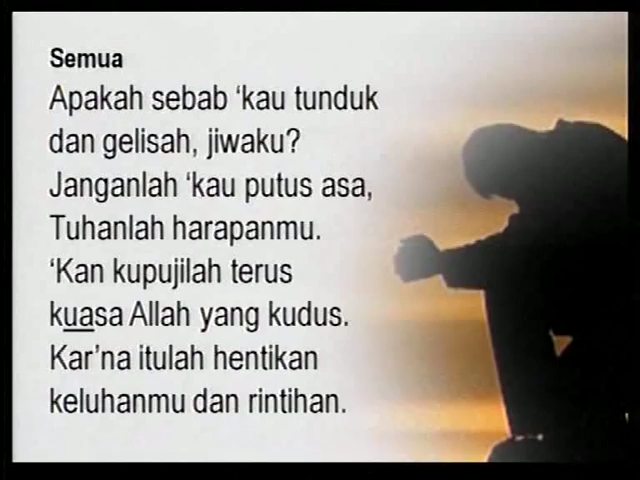 Semua
Apakah sebab ‘kau tunduk
dan gelisah, jiwaku?
Janganlah ‘kau putus asa,
Tuhanlah harapanmu.
‘Kan kupujilah terus
kuasa Allah yang kudus.
Kar’na itulah hentikan
keluhanmu dan rintihan.